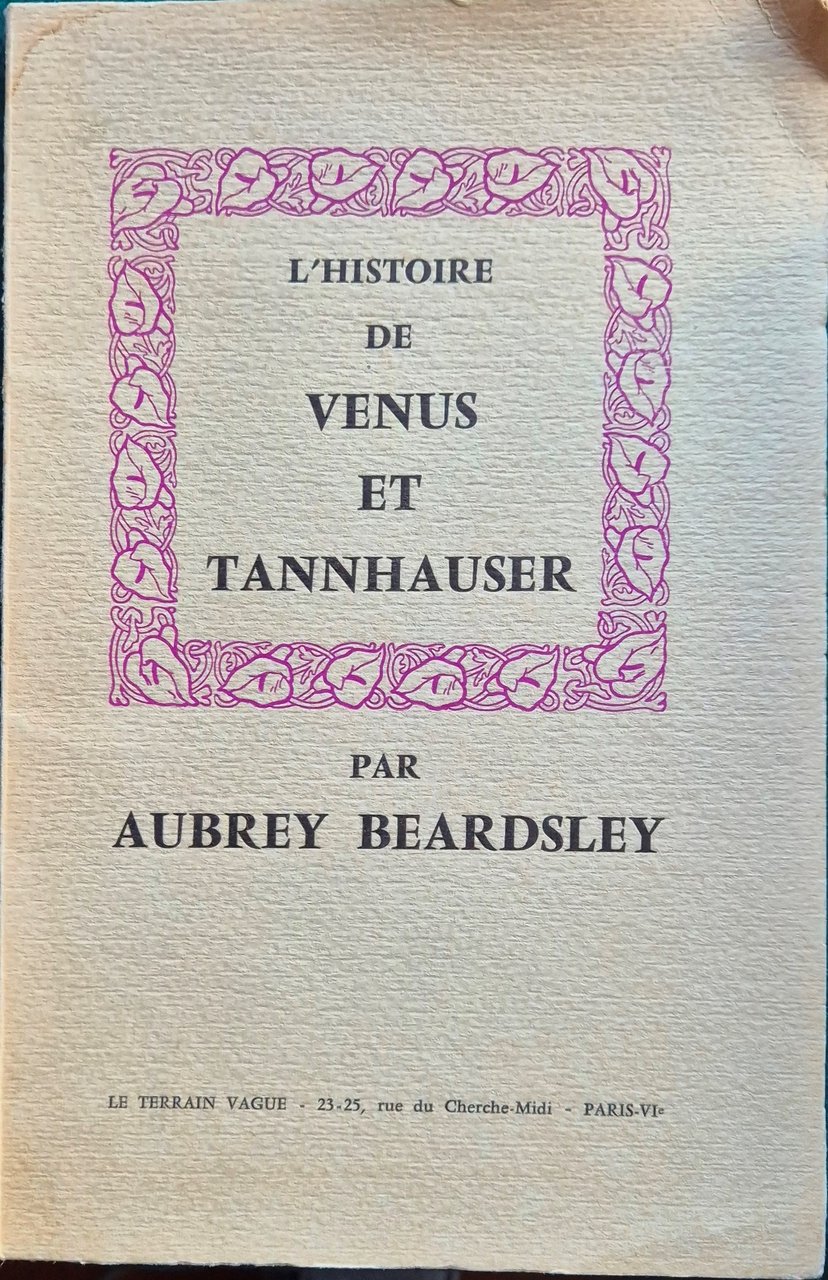 L'HISTOIRE
DE
VENUS
ET
TANNHAUSER
PAR
AUBREY BEARDSLEY
LE TERRAIN VAGUE - 23-25, rue du Cherche-Midi - PARIS-VIe